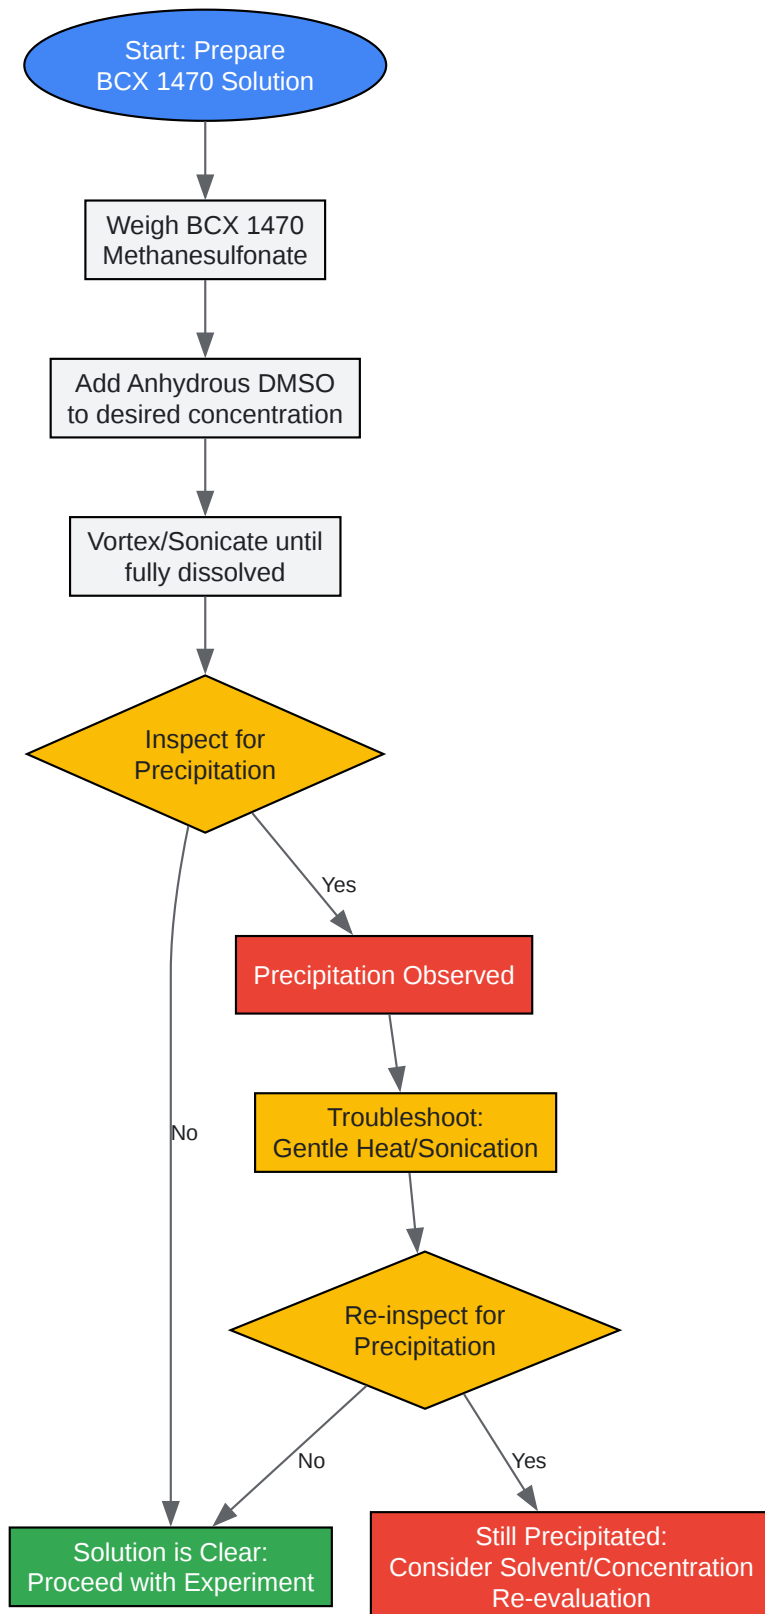 Start: Prepare
BCX 1470 Solution
Weigh BCX 1470
Methanesulfonate
Add Anhydrous DMSO
to desired concentration
Vortex/Sonicate until
fully dissolved
Inspect for
Precipitation
Yes
Precipitation Observed
No
Troubleshoot:
Gentle Heat/Sonication
Re-inspect for
Precipitation
No
Yes
Solution is Clear:
Proceed with Experiment
Still Precipitated:
Consider Solvent/Concentration
Re-evaluation